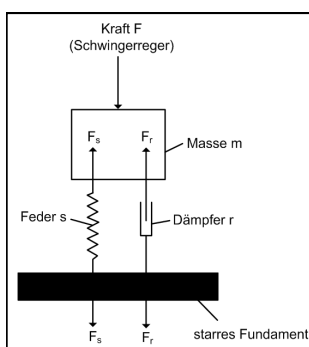 Kraft F
(Schwingerreger)
Fs Fr
Masse m
Feder s
Dämpfer r
starres Fundament
Fs Fr